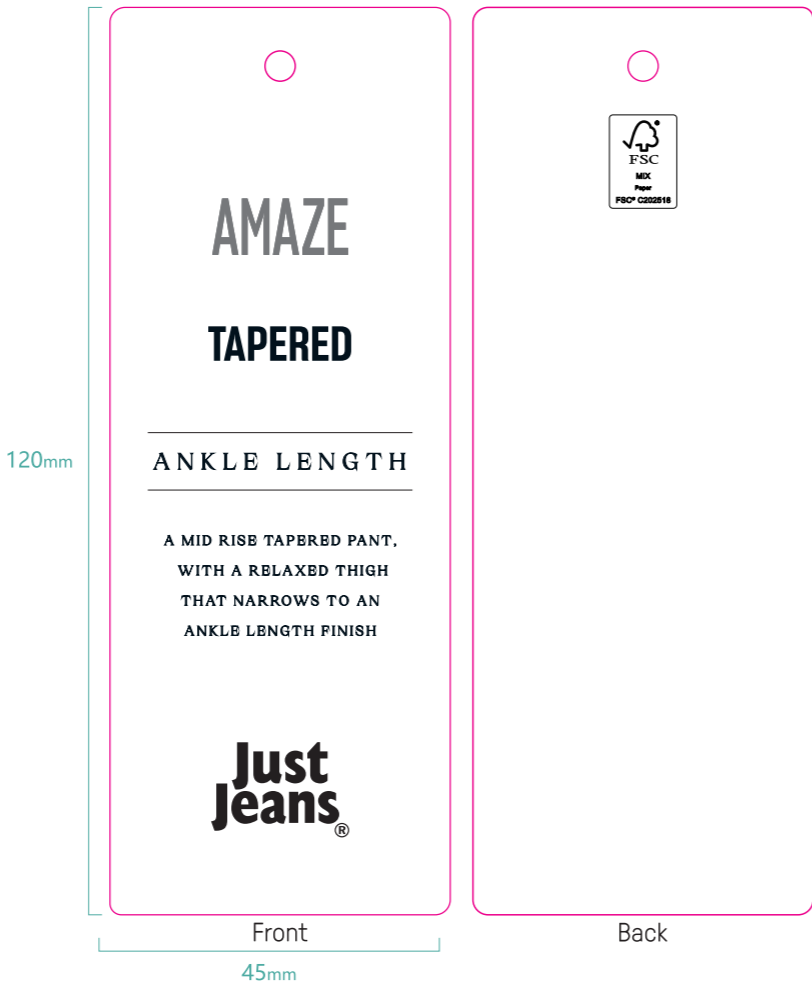 AMAZE
TAPERED
ANKLE LENGTH
A MID RISE TAPERED PANT,
WITH A RELAXED THIGH
THAT NARROWS TO AN
ANKLE LENGTH FINISH
Just
Jeans®
120mm
Front
45mm
FSC
MIX
Paper
FSC® C202518
Back